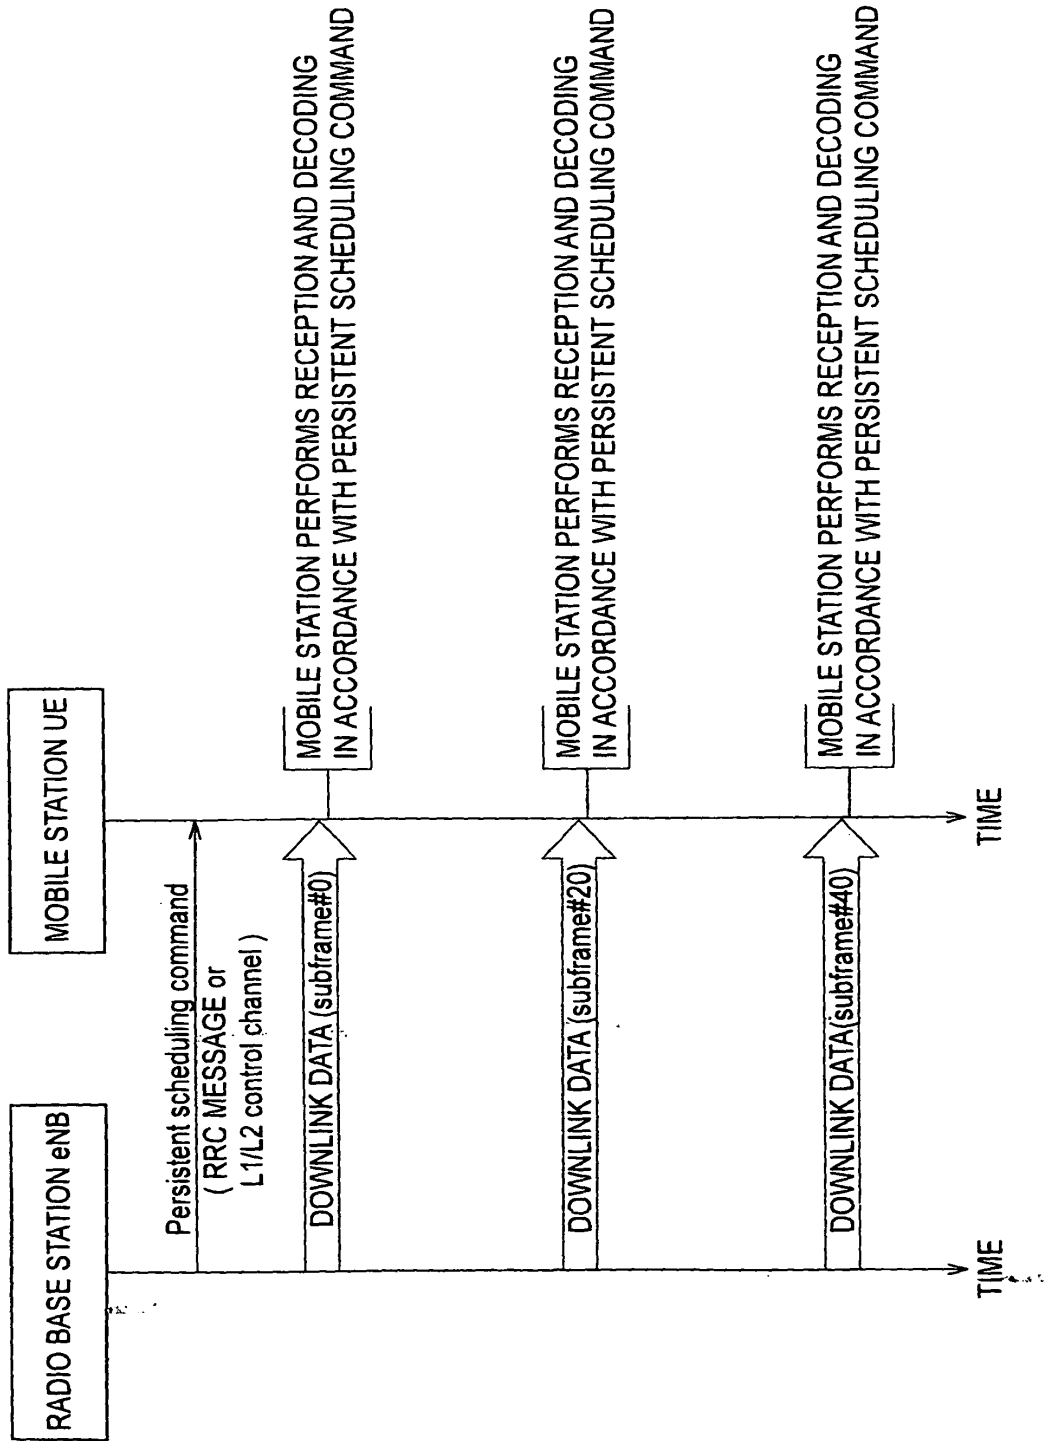 RADIO BASE STATION eNB
MOBILE STATION UE
Persistent scheduling command
( RRC MESSAGE or
L1/L2 control channel )
DOWNLINK DATA (subframe#0)
MOBILE STATION PERFORMS RECEPTION AND DECODING
IN ACCORDANCE WITH PERSISTENT SCHEDULING COMMAND
DOWNLINK DATA (subframe#20)
MOBILE STATION PERFORMS RECEPTION AND DECODING
IN ACCORDANCE WITH PERSISTENT SCHEDULING COMMAND
DOWNLINK DATA(subframe#40)
MOBILE STATION PERFORMS RECEPTION AND DECODING
IN ACCORDANCE WITH PERSISTENT SCHEDULING COMMAND
TIME
TIME